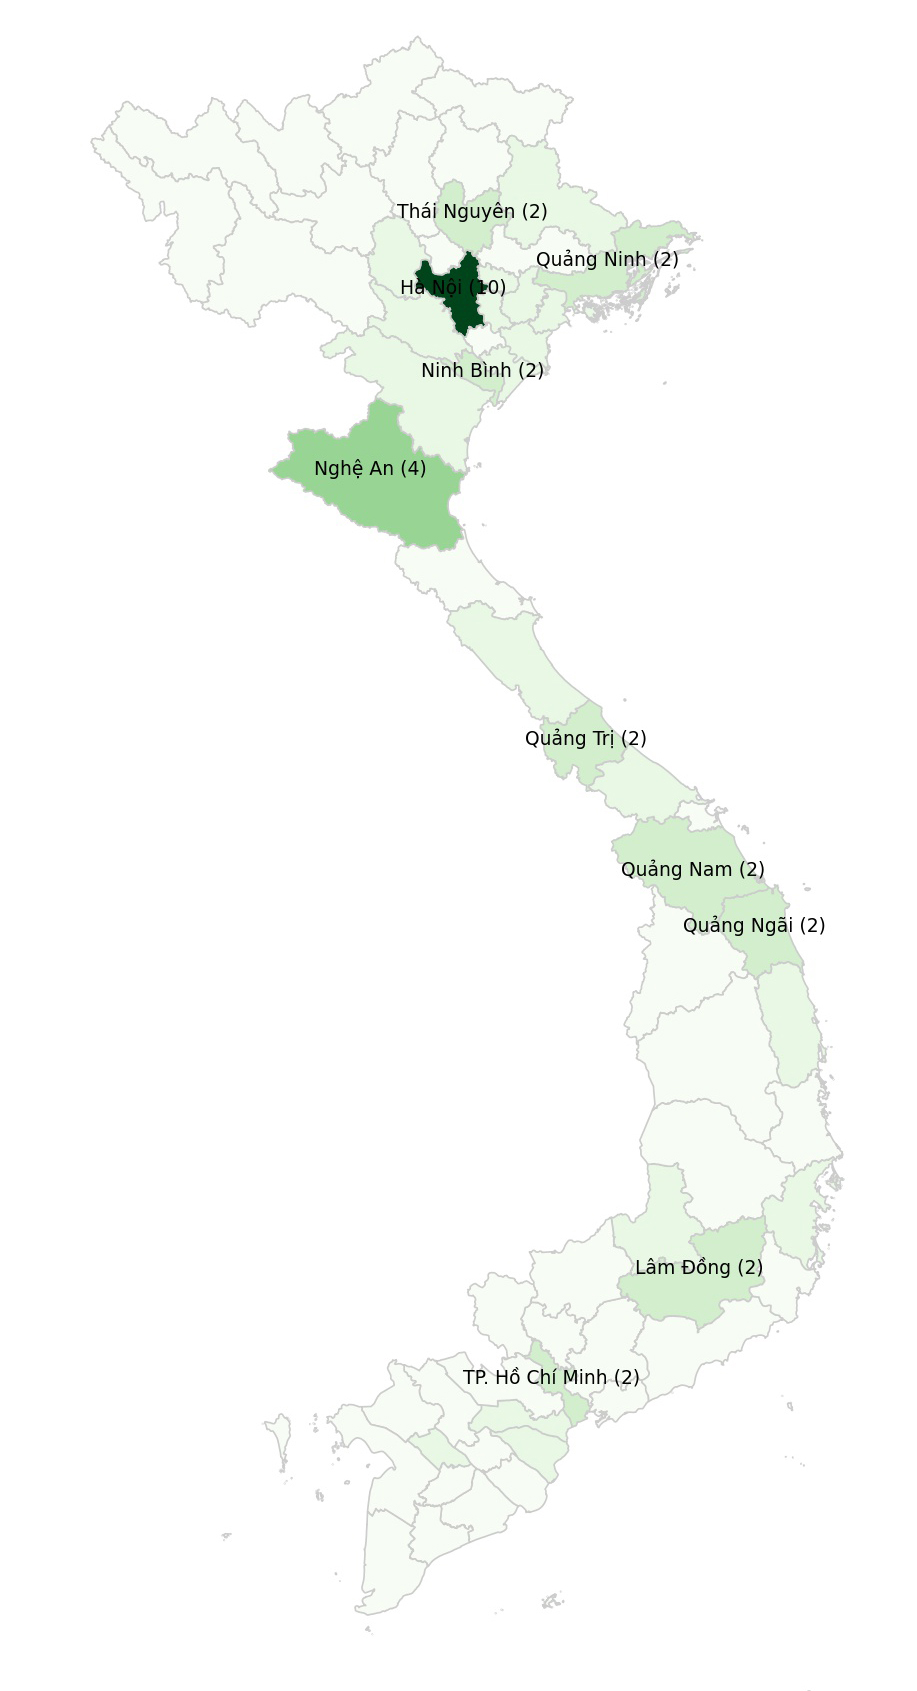 Thái Nguyên (2)
Quảng Ninh (2)
Hà Nội (10)
Ninh Bình (2)
Nghệ An (4)
Quảng Trị (2)
Quảng Nam (2)
Quảng Ngãi (2)
Lâm Đồng (2)
TP. Hồ Chí Minh (2)